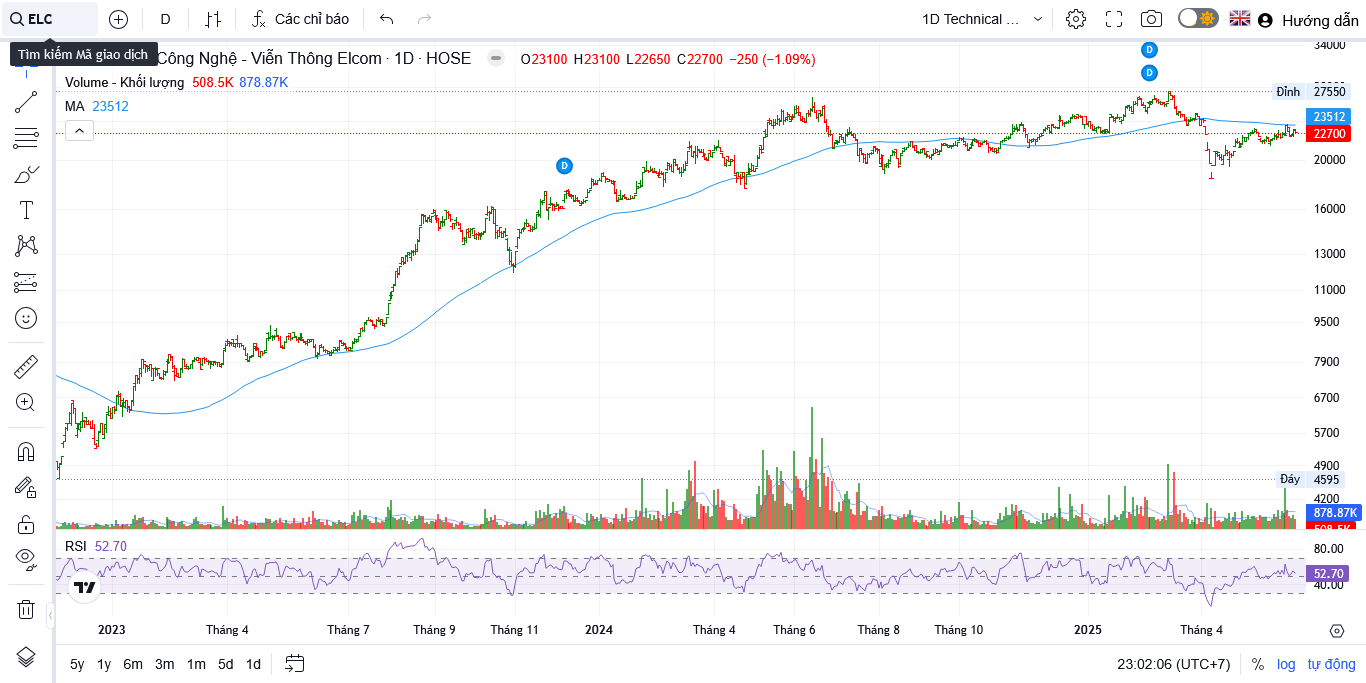 ELC
D
Các chỉ báo
1D Technical ...
Hướng dẫn
Tìm kiếm Mã giao dịch
Công Nghệ - Viễn Thông Elcom · 1D · HOSE
O23100 H23100 L22650 C22700 −250 (−1.09%)
Volume - Khối lượng 508.5K 878.87K
MA 23512
D
D
D
34000
Đỉnh 27550
23512
22700
20000
16000
13000
11000
9500
7900
6700
5700
4900
Đáy 4595
4200
878.87K
508.5K
RSI 52.70
80.00
52.70
40.00
2023 Tháng 4 Tháng 7 Tháng 9 Tháng 11 2024 Tháng 4 Tháng 6 Tháng 8 Tháng 10 2025 Tháng 4
5y 1y 6m 3m 1m 5d 1d
23:02:06 (UTC+7) % log tự động